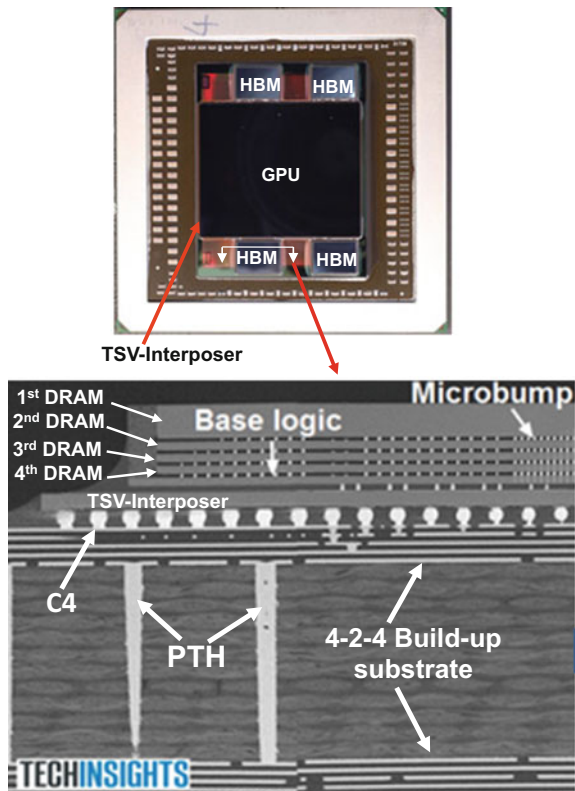 HBM HBM
GPU
HBM HBM
TSV-Interposer
1st DRAM
2nd DRAM
3rd DRAM
4th DRAM
Microbump
Base logic
TSV-Interposer
C4
PTH
4-2-4 Build-up
substrate
TECHINSIGHTS